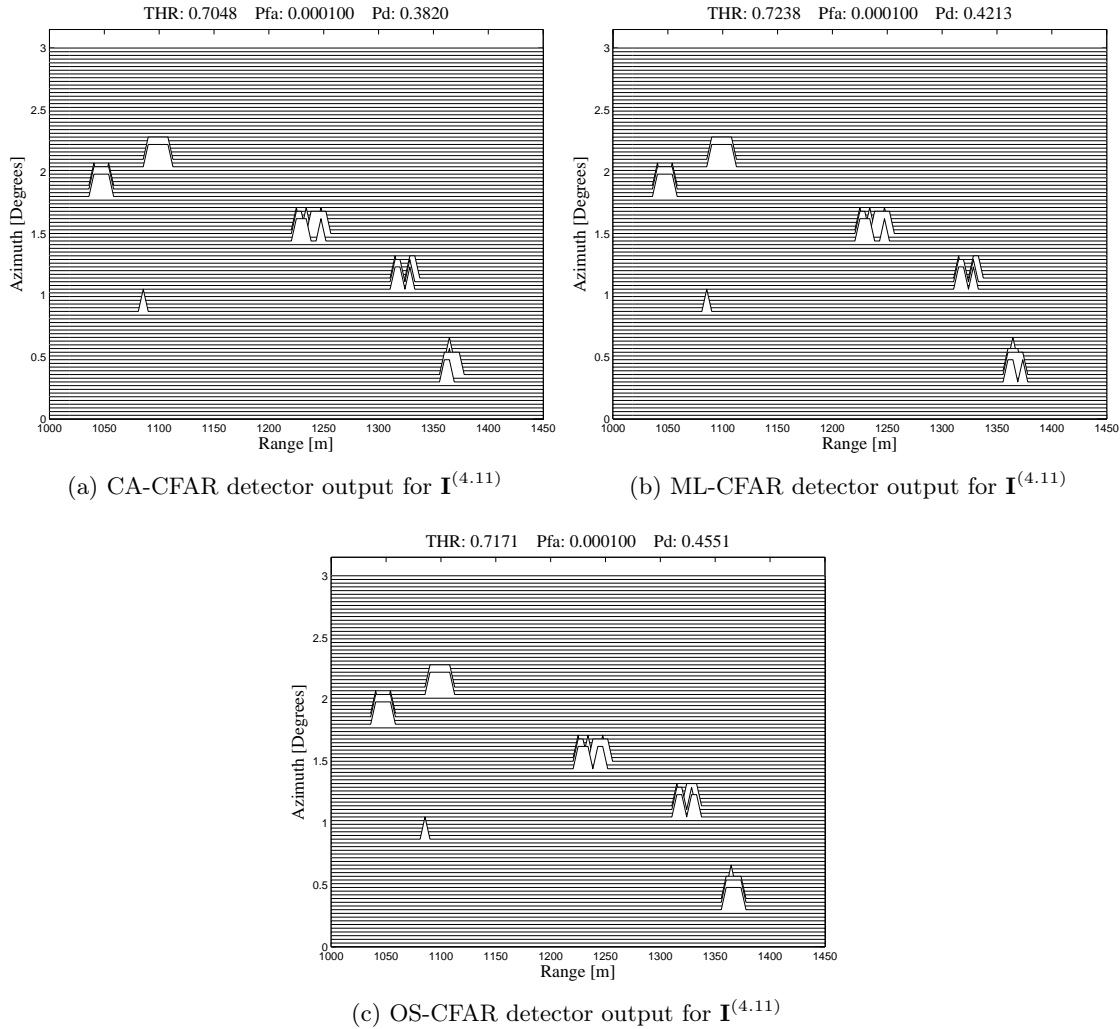 THR: 0.7048 Pfa: 0.000100 Pd: 0.3820
3
2.5
2
1.5
1
0.5
0
Azimuth [Degrees]
1000 1050 1100 1150 1200 1250 1300 1350 1400 1450
Range [m]
(a) CA-CFAR detector output for I^(4.11)
THR: 0.7238 Pfa: 0.000100 Pd: 0.4213
3
2.5
2
1.5
1
0.5
0
Azimuth [Degrees]
1000 1050 1100 1150 1200 1250 1300 1350 1400 1450
Range [m]
(b) ML-CFAR detector output for I^(4.11)
THR: 0.7171 Pfa: 0.000100 Pd: 0.4551
3
2.5
2
1.5
1
0.5
0
Azimuth [Degrees]
1000 1050 1100 1150 1200 1250 1300 1350 1400 1450
Range [m]
(c) OS-CFAR detector output for I^(4.11)